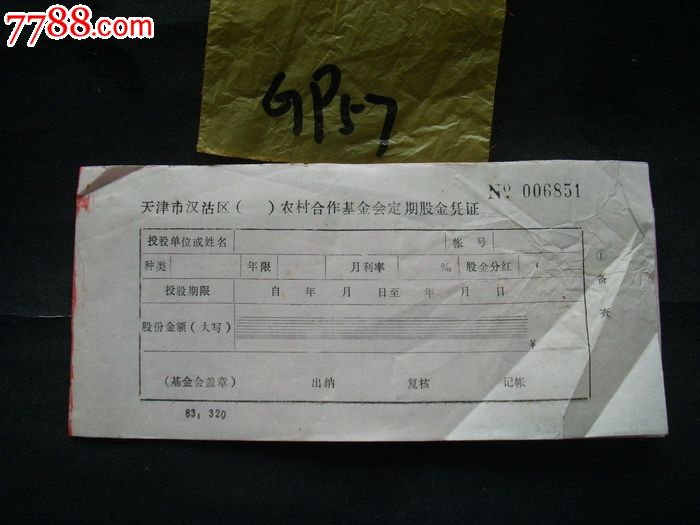 7788.com
GP57
Nº 006851
天津市汉沽区（ ）农村合作基金会定期股金凭证
投股单位或姓名 帐号
种类 年限 月利率 ‰ 股金分红
投股期限 自 年 月 日至 年 月 日
股份金额（大写） ¥
（基金会盖章） 出纳 复核 记帐
①备查
83, 320